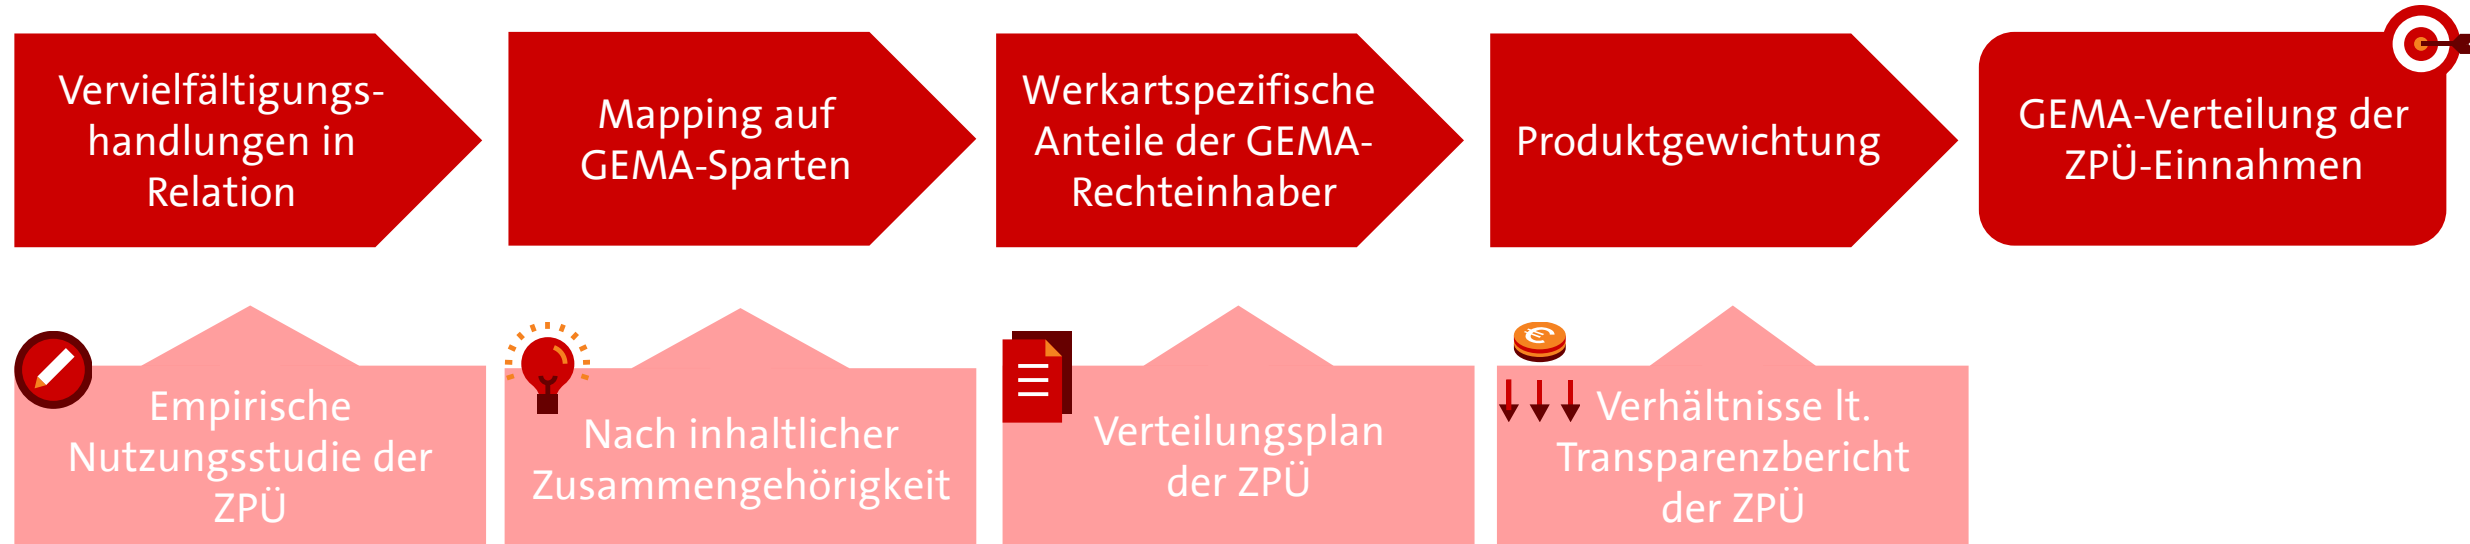 Vervielfältigungs-
handlungen in
Relation
Mapping auf
GEMA-Sparten
Werkartspezifische
Anteile der GEMA-
Rechteinhaber
Produktgewichtung
GEMA-Verteilung der
ZPÜ-Einnahmen
Empirische
Nutzungsstudie der
ZPÜ
Nach inhaltlicher
Zusammengehörigkeit
Verteilungsplan
der ZPÜ
€
Verhältnisse lt.
Transparenzbericht
der ZPÜ